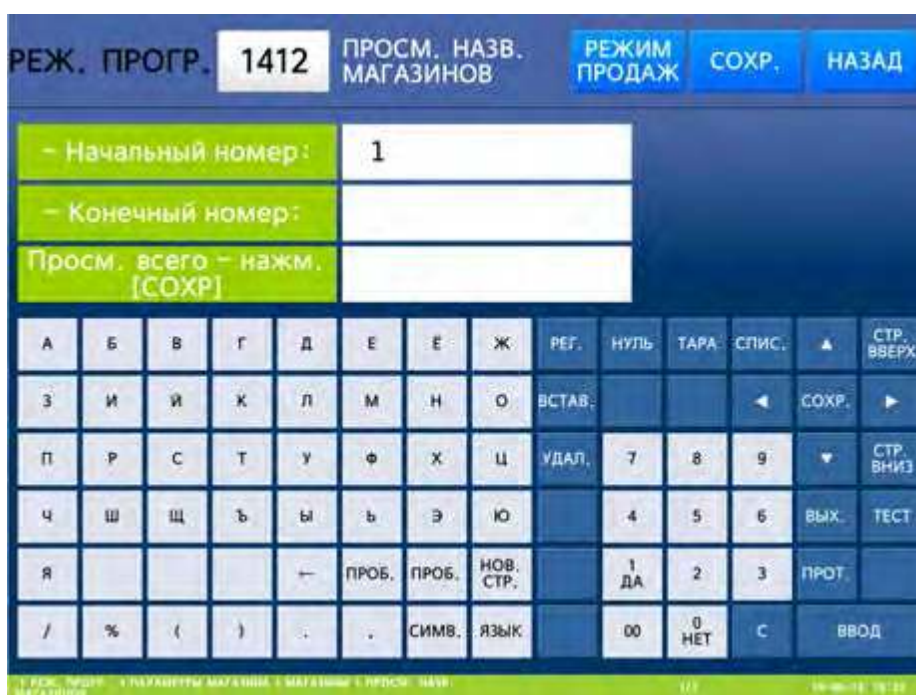 РЕЖ. ПРОГР. 1412 ПРОСМ. НАЗВ. МАГАЗИНОВ РЕЖИМ ПРОДАЖ СОХР. НАЗАД
- Начальный номер: 1
- Конечный номер:
Просм. всего - нажм.
[СОХР]
А Б В Г Д Е Ё Ж РЕГ. НУЛЬ ТАРА СПИС. ▲ СТР. ВВЕРХ
З И Й К Л М Н О ВСТАВ. ◄ СОХР. ►
П Р С Т У Ф Х Ц УДАЛ. 7 8 9 ▼ СТР. ВНИЗ
Ч Ш Щ Ъ Ы Ь Э Ю 4 5 6 ВЫХ. ТЕСТ
Я ← ПРОБ. ПРОБ. НОВ. СТР. 1 ДА 2 3 ПРОТ.
/ % ( ) СИМВ. ЯЗЫК 00 0 НЕТ С ВВОД
1/1